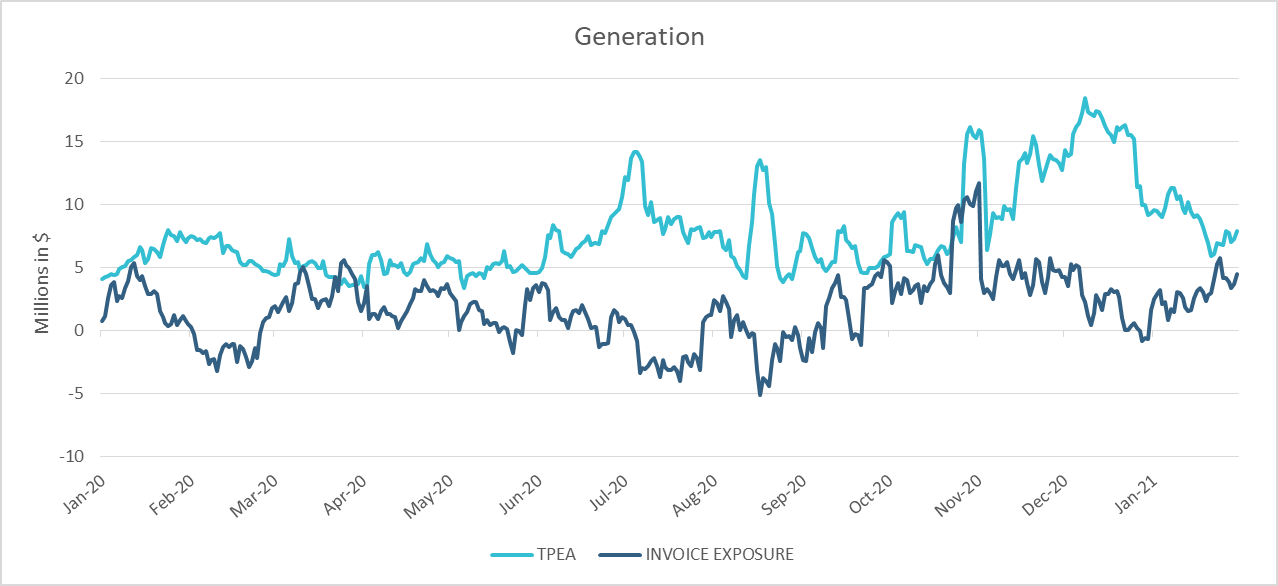 Generation
Millions in $
20
15
10
5
0
-5
-10
Jan-20 Feb-20 Mar-20 Apr-20 May-20 Jun-20 Jul-20 Aug-20 Sep-20 Oct-20 Nov-20 Dec-20 Jan-21
TPEA INVOICE EXPOSURE